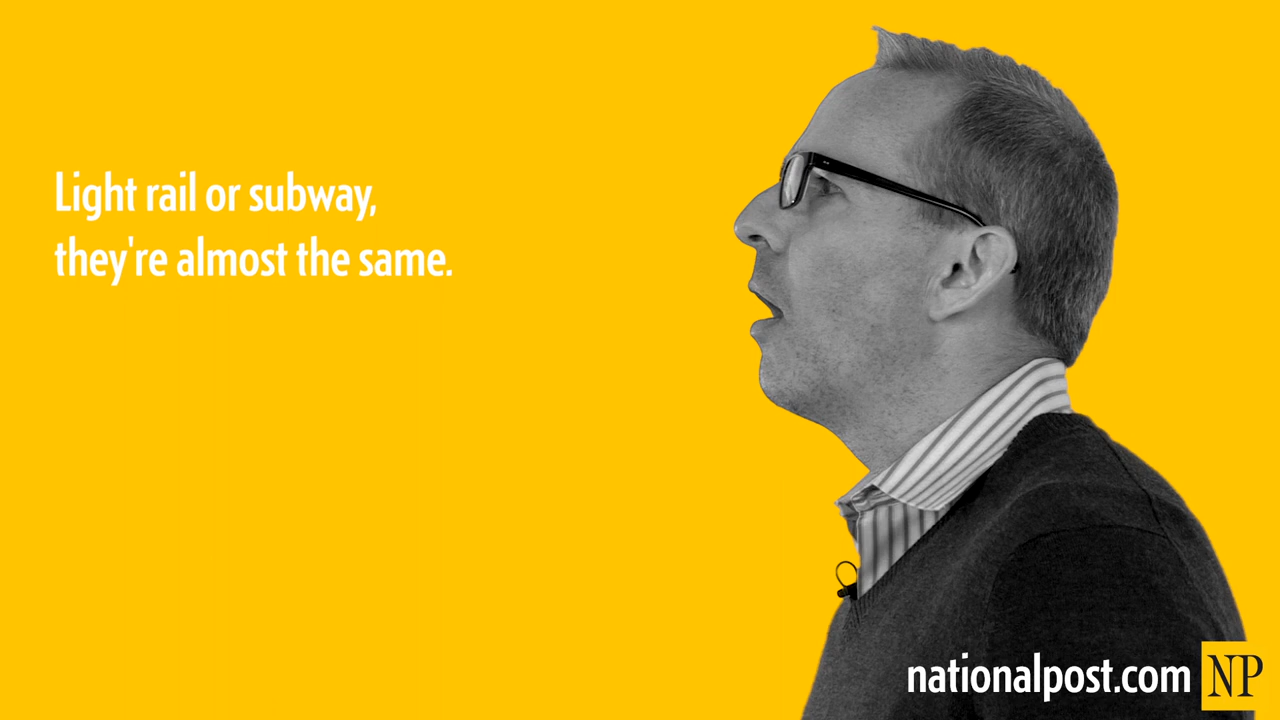 Light rail or subway,
they're almost the same.
nationalpost.com NP